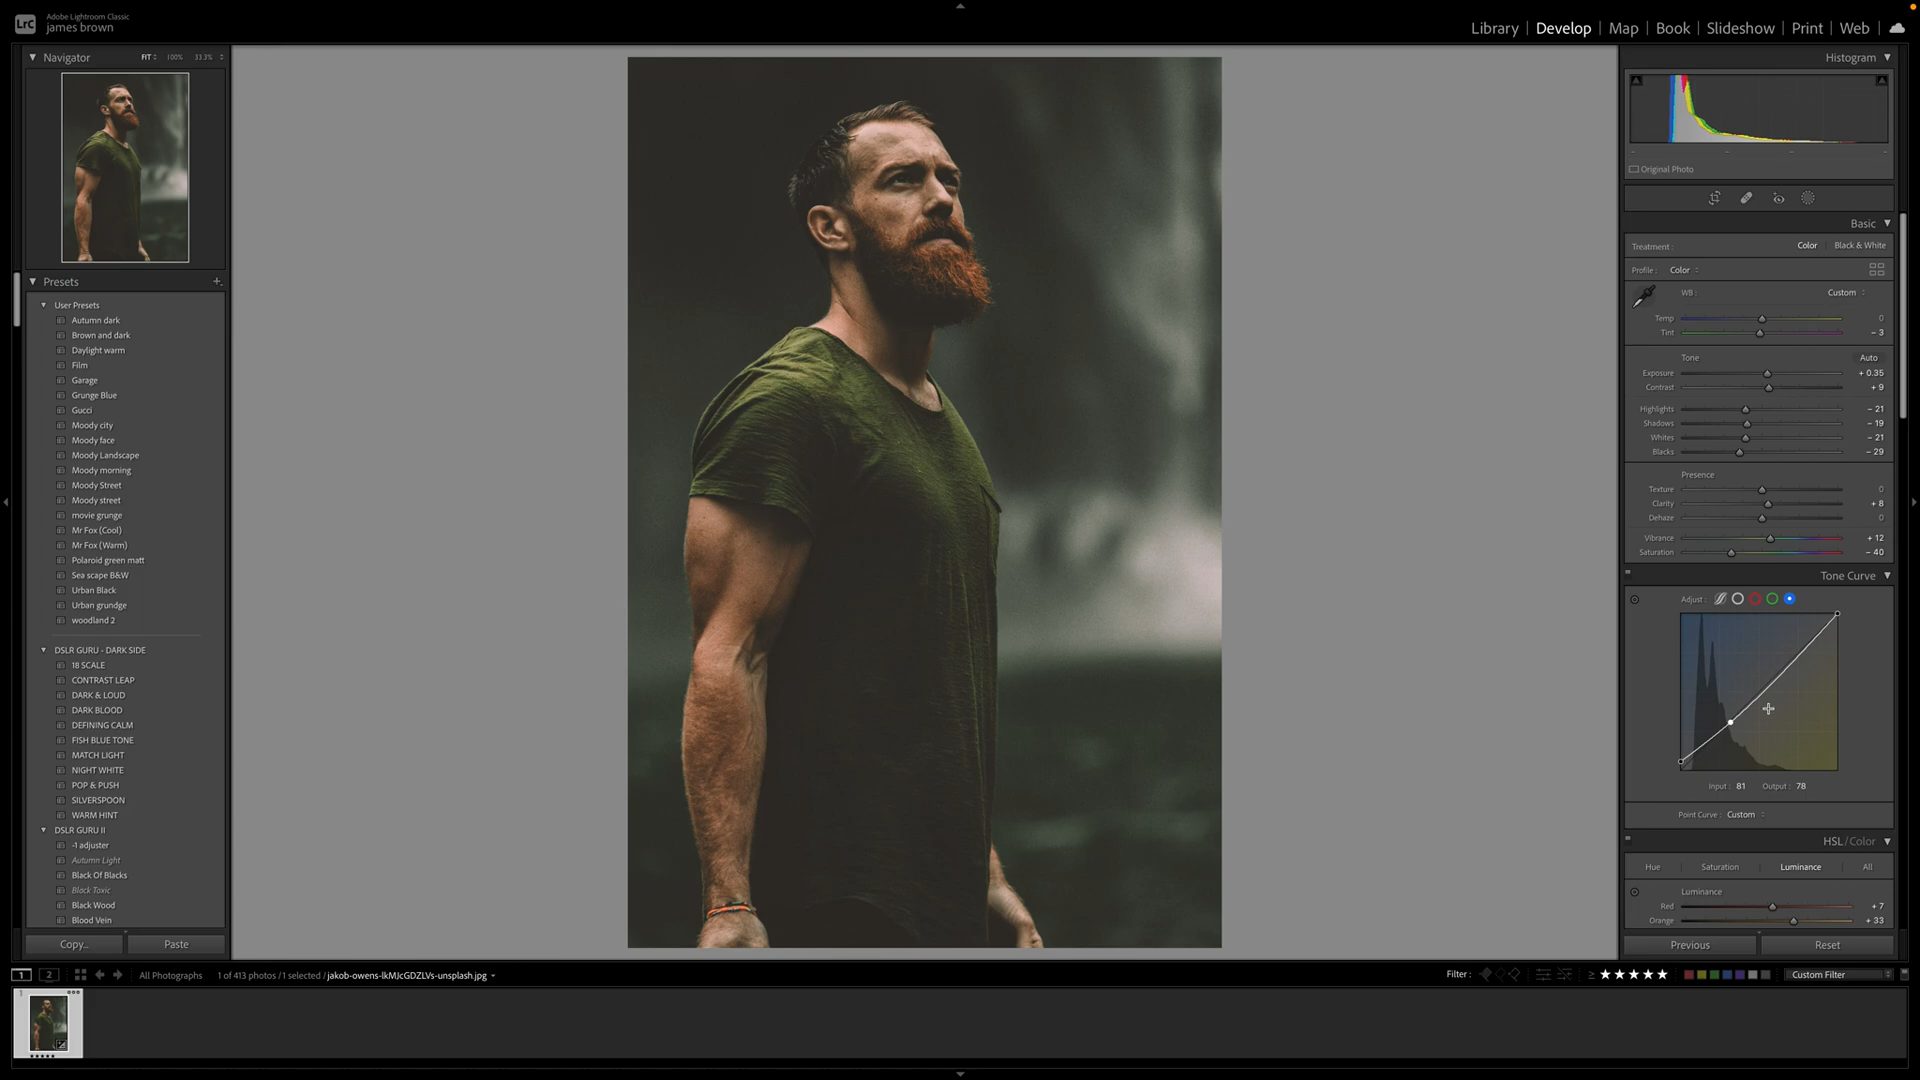 Lrc
Adobe Lightroom Classic
james brown
Library | Develop | Map | Book | Slideshow | Print | Web
Navigator FIT 100% 33.3%
Presets +
User Presets
Autumn dark
Brown and dark
Daylight warm
Film
Garage
Grunge Blue
Gucci
Moody city
Moody face
Moody Landscape
Moody morning
Moody Street
Moody street
movie grunge
Mr Fox (Cool)
Mr Fox (Warm)
Polaroid green matt
Sea scape B&W
Urban Black
Urban grundge
woodland 2
DSLR GURU - DARK SIDE
18 SCALE
CONTRAST LEAP
DARK & LOUD
DARK BLOOD
DEFINING CALM
FISH BLUE TONE
MATCH LIGHT
NIGHT WHITE
POP & PUSH
SILVERSPOON
WARM HINT
DSLR GURU II
-1 adjuster
Autumn Light
Black Of Blacks
Black Toxic
Black Wood
Blood Vein
Copy... Paste
Histogram
Original Photo
Basic
Treatment : Color Black & White
Profile : Color
WB : Custom
Temp 0
Tint – 3
Tone Auto
Exposure + 0.35
Contrast + 9
Highlights – 21
Shadows – 19
Whites – 21
Blacks – 29
Presence
Texture 0
Clarity + 8
Dehaze 0
Vibrance + 12
Saturation – 40
Tone Curve
Adjust :
Input : 81 Output : 78
Point Curve : Custom
HSL / Color
Hue Saturation Luminance All
Luminance
Red + 7
Orange + 33
Previous Reset
1 2 All Photographs 1 of 413 photos / 1 selected / jakob-owens-lkMJcGDZLVs-unsplash.jpg
Filter : ≥ ★★★★★ Custom Filter
1